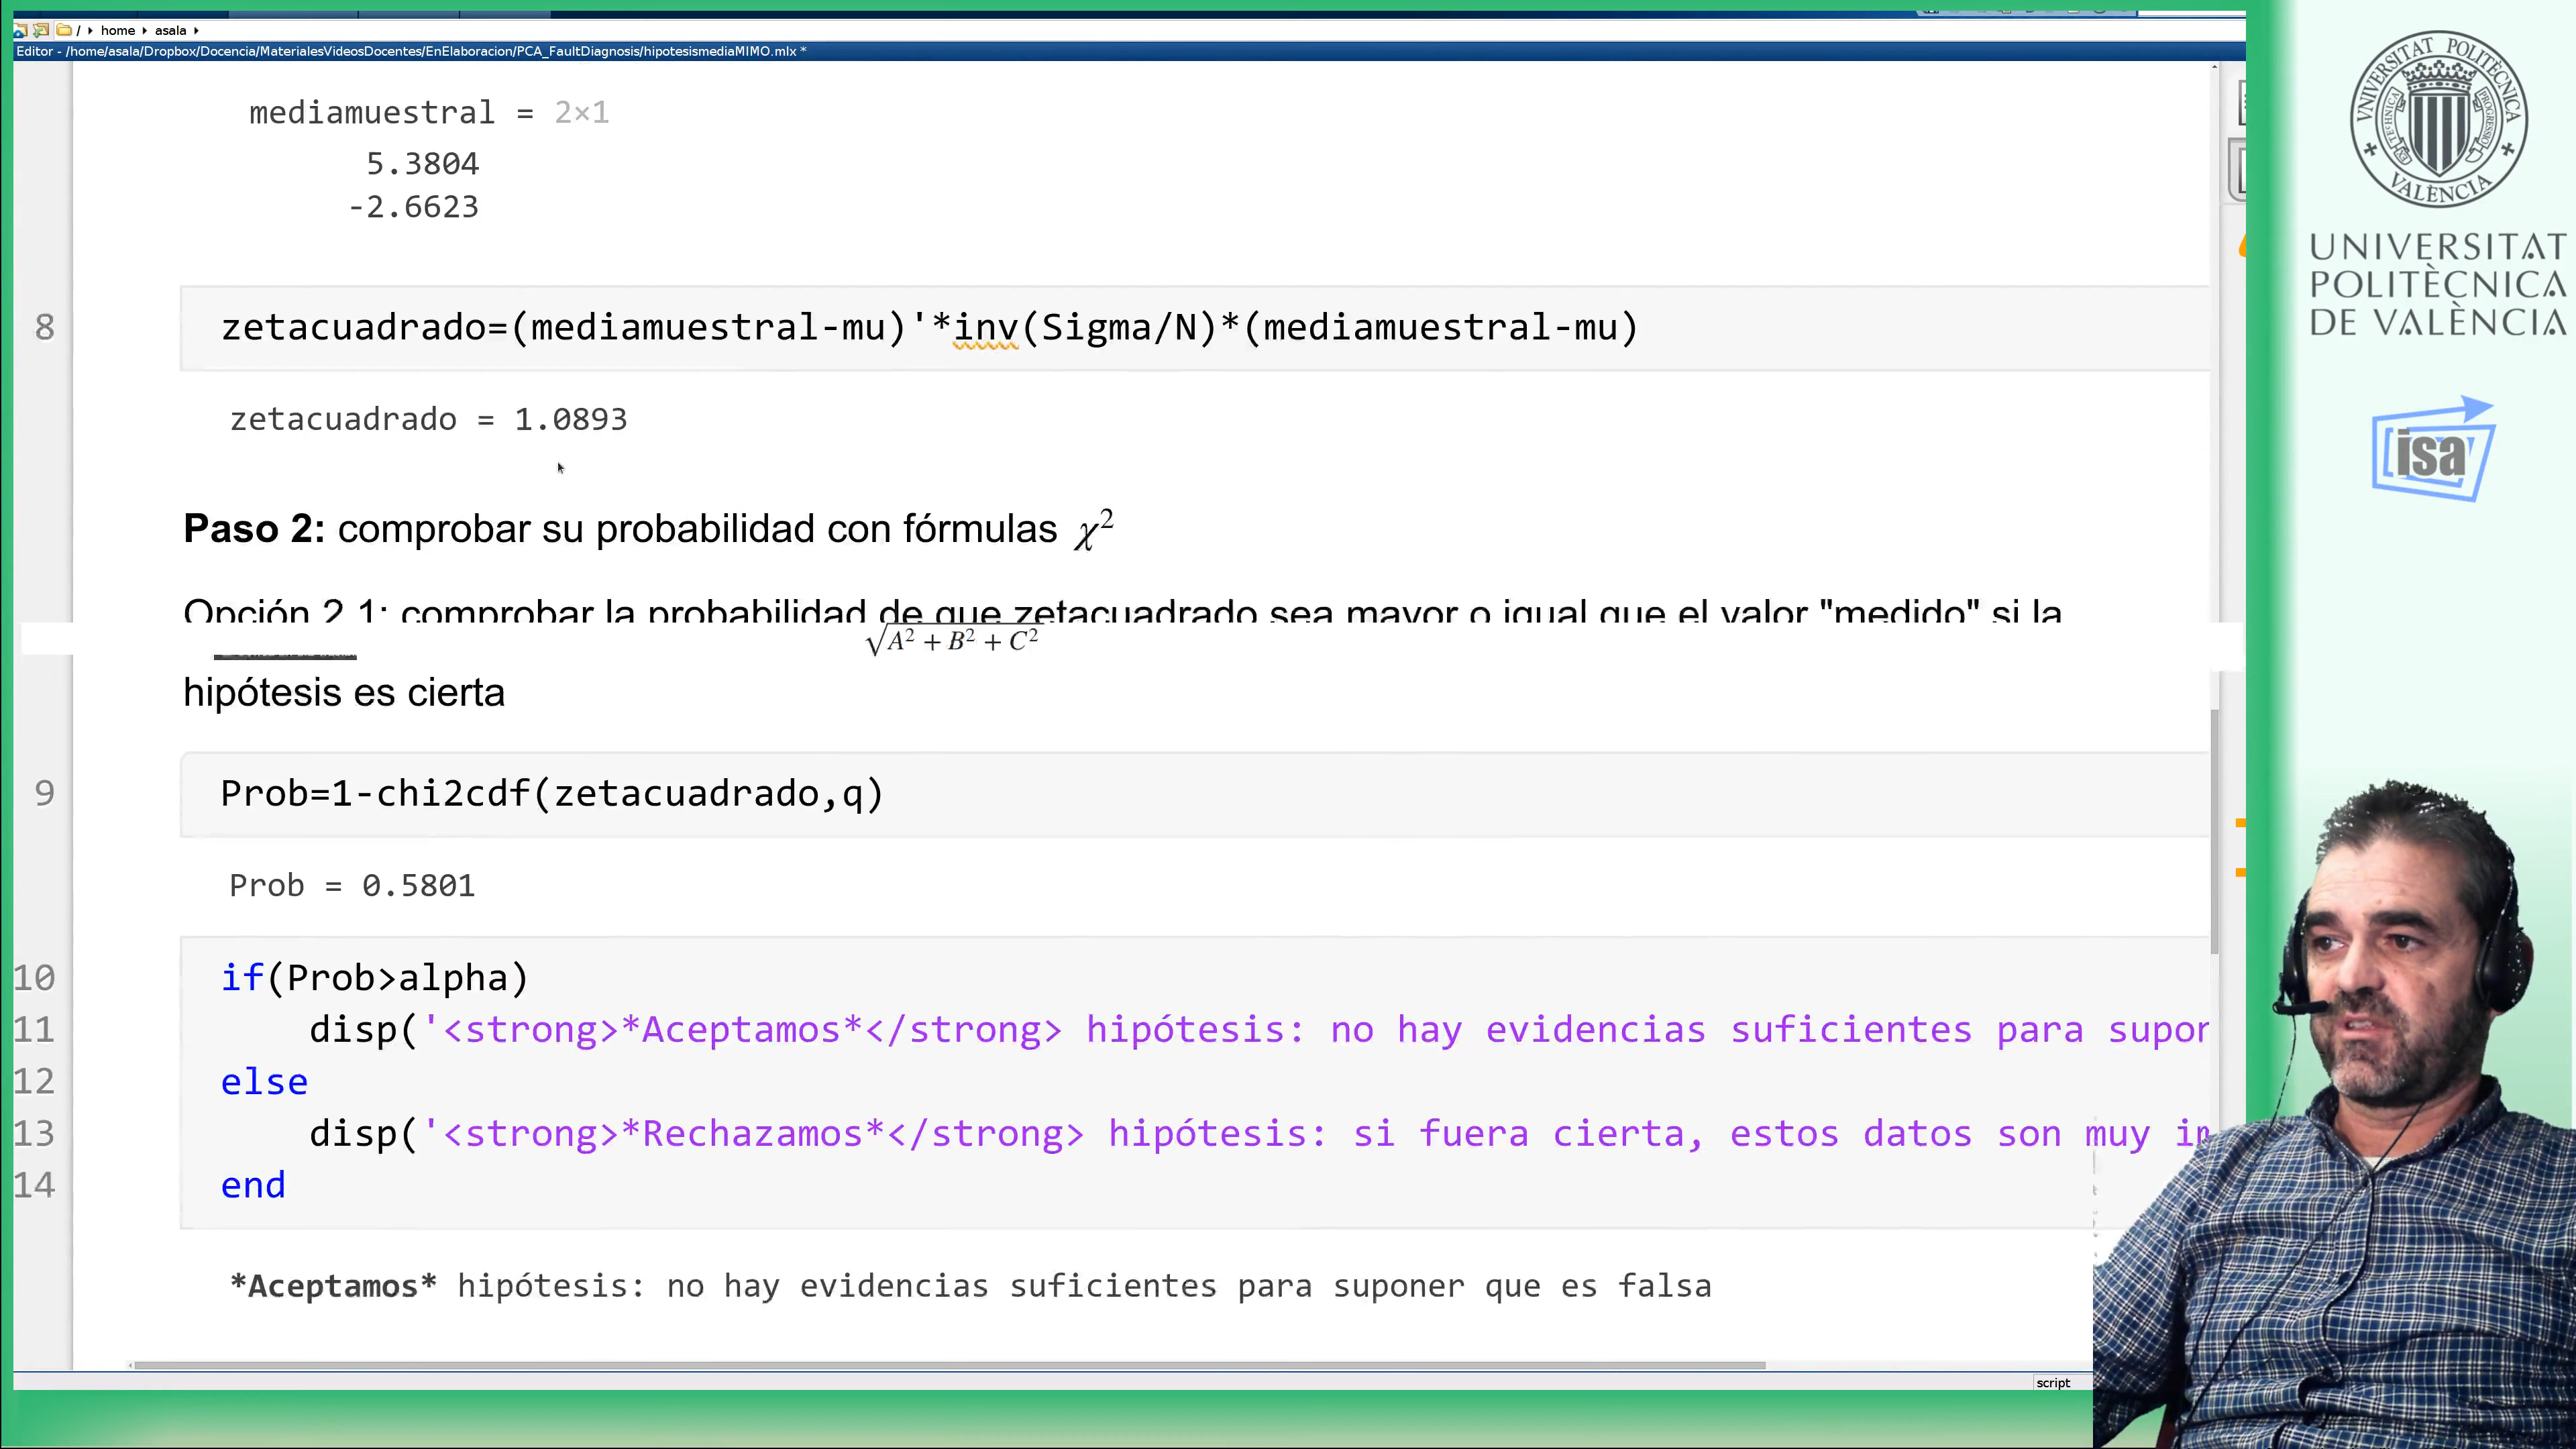 / home asala
Editor - /home/asala/Dropbox/Docencia/MaterialesVideosDocentes/EnElaboracion/PCA_FaultDiagnosis/hipotesismediaMIMO.mlx *
mediamuestral = 2×1
5.3804
-2.6623
8 zetacuadrado=(mediamuestral-mu)'*inv(Sigma/N)*(mediamuestral-mu)
zetacuadrado = 1.0893
Paso 2: comprobar su probabilidad con fórmulas χ²
Opción 2.1: comprobar la probabilidad de que zetacuadrado sea mayor o igual que el valor "medido" si la
√A² + B² + C²
hipótesis es cierta
9 Prob=1-chi2cdf(zetacuadrado,q)
Prob = 0.5801
10 if(Prob>alpha)
11 disp('<strong>*Aceptamos*</strong> hipótesis: no hay evidencias suficientes para supon
12 else
13 disp('<strong>*Rechazamos*</strong> hipótesis: si fuera cierta, estos datos son muy im
14 end
*Aceptamos* hipótesis: no hay evidencias suficientes para suponer que es falsa
script
UNIVERSITAT POLITÈCNICA
VALÈNCIA
UNIVERSITAT
POLITÈCNICA
DE VALÈNCIA
isa